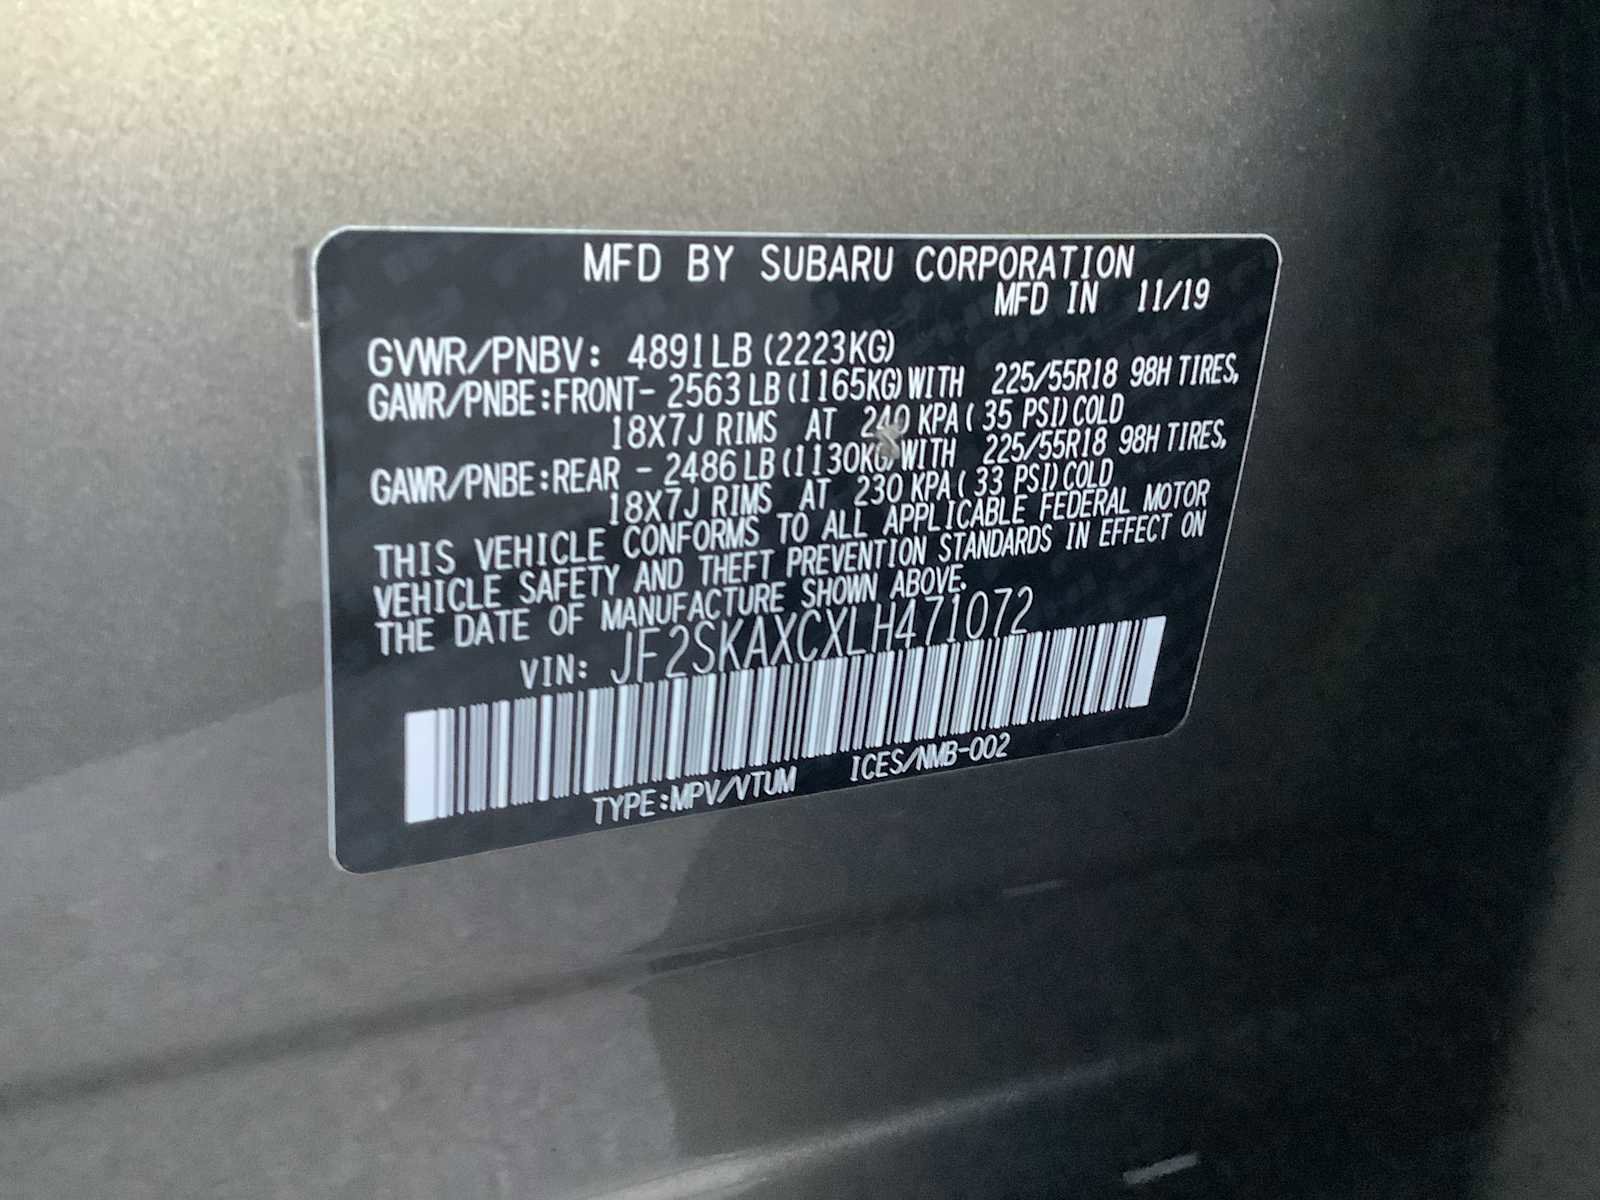 MFD BY SUBARU CORPORATION
MFD IN 11/19
GVWR/PNBV: 4891LB (2223KG)
GAWR/PNBE:FRONT- 2563LB (1165KG) WITH 225/55R18 98H TIRES,
18X7J RIMS AT 240 KPA ( 35 PSI) COLD
GAWR/PNBE:REAR - 2486LB (1130KG) WITH 225/55R18 98H TIRES,
18X7J RIMS AT 230 KPA ( 33 PSI) COLD
THIS VEHICLE CONFORMS TO ALL APPLICABLE FEDERAL MOTOR
VEHICLE SAFETY AND THEFT PREVENTION STANDARDS IN EFFECT ON
THE DATE OF MANUFACTURE SHOWN ABOVE.
VIN: JF2SKAXCXLH471072
TYPE:MPV/VTUM ICES/NMB-002